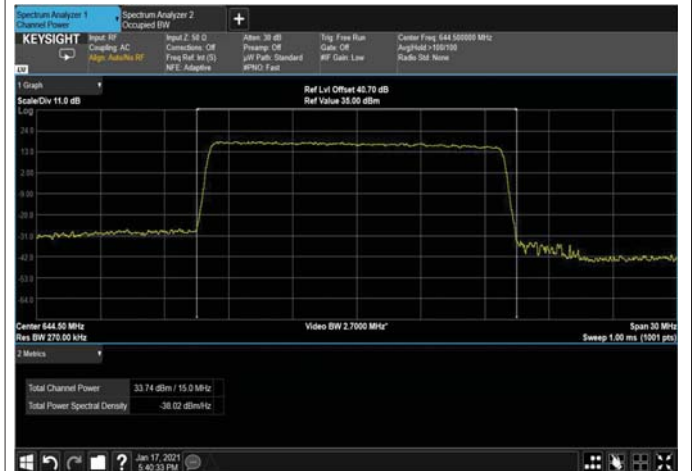 Spectrum Analyzer 1
Channel Power
Spectrum Analyzer 2
Occupied BW
+
KEYSIGHT
Input: RF
Coupling: AC
Align: Auto/No RF
Input Z: 50 Ω
Corrections: Off
Freq Ref: Int (S)
NFE: Adaptive
Atten: 30 dB
Preamp: Off
µW Path: Standard
#PNO: Fast
Trig: Free Run
Gate: Off
#IF Gain: Low
Center Freq: 644.500000 MHz
Avg|Hold:>100/100
Radio Std: None
1 Graph
Scale/Div 11.0 dB
Ref Lvl Offset 40.70 dB
Ref Value 35.00 dBm
Log
24.0
13.0
2.00
-9.00
-20.0
-31.0
-42.0
-53.0
-64.0
Center 644.50 MHz
Video BW 2.7000 MHz*
Span 30 MHz
Res BW 270.00 kHz
Sweep 1.00 ms (1001 pts)
2 Metrics
Total Channel Power 33.74 dBm / 15.0 MHz
Total Power Spectral Density -38.02 dBm/Hz
?
Jan 17, 2021
5:40:33 PM